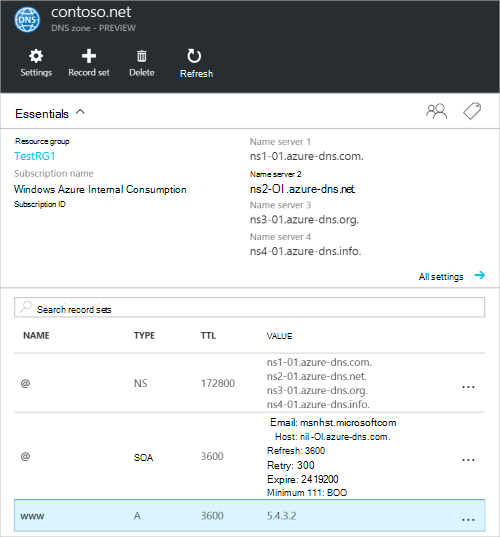 contoso.net
DNS
DNS zone - PREVIEW
Settings
Record set
Delete
Refresh
Essentials
Resource group
TestRG1
Subscription name
Windows Azure Internal Consumption
Subscription ID
Name server 1
ns1-01.azure-dns.com.
Name server 2
ns2-OI .azure-dns.net
Name server 3
ns3-01.azure-dns.org.
Name server 4
ns4-01.azure-dns.info.
All settings
Search record sets
NAME TYPE TTL VALUE
@ NS 172800
ns1-01.azure-dns.com.
ns2-01.azure-dns.net.
ns3-01.azure-dns.org.
ns4-01.azure-dns.info.
...
@ SOA 3600
Email: msnhst.microsoftcom
Host: nil -OI.azure-dns.com.
Refresh: 3600
Retry: 300
Expire: 2419200
Minimum 111: BOO
...
www A 3600 5.4.3.2 ...